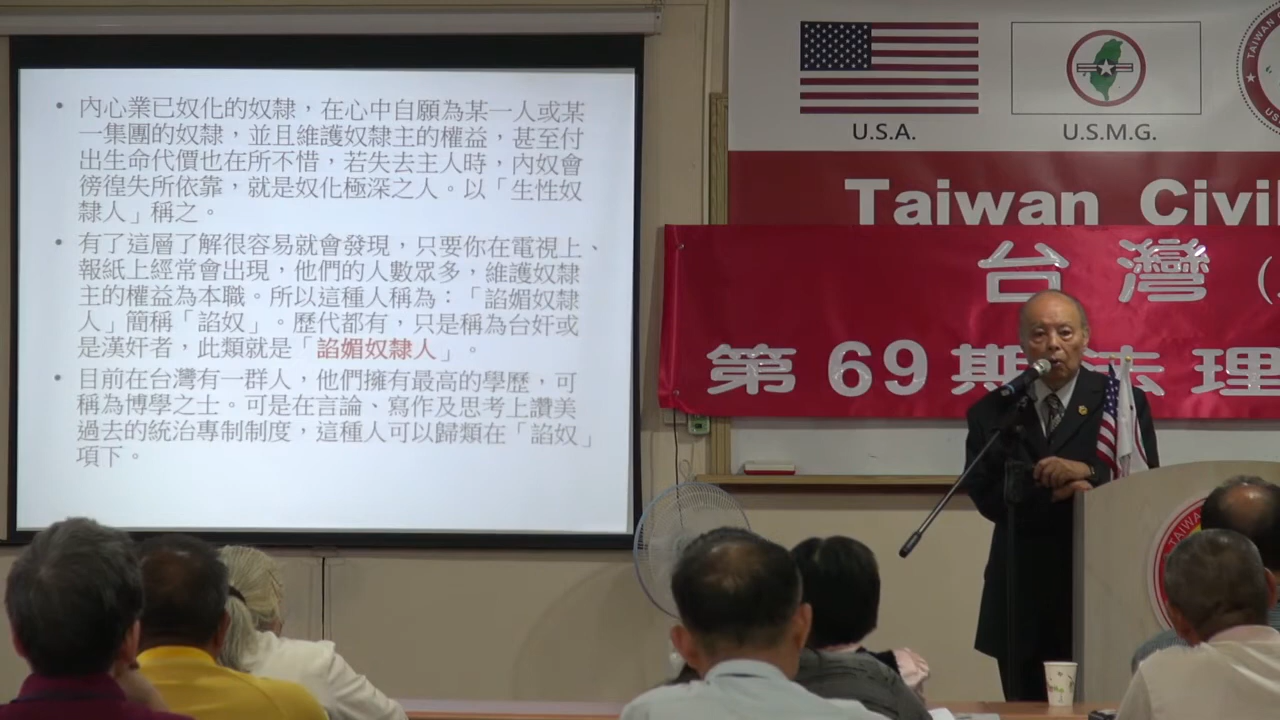 • 內心業已奴化的奴隸，在心中自願為某一人或某
一集團的奴隸，並且維護奴隸主的權益，甚至付
出生命代價也在所不惜，若失去主人時，內奴會
徬徨失所依靠，就是奴化極深之人。以「生性奴
隸人」稱之。
• 有了這層了解很容易就會發現，只要你在電視上、
報紙上經常會出現，他們的人數眾多，維護奴隸
主的權益為本職。所以這種人稱為：「諂媚奴隸
人」簡稱「諂奴」。歷代都有，只是稱為台奸或
是漢奸者，此類就是「諂媚奴隸人」。
• 目前在台灣有一群人，他們擁有最高的學歷，可
稱為博學之士。可是在言論、寫作及思考上讚美
過去的統治專制制度，這種人可以歸類在「諂奴」
項下。
U.S.A.
U.S.M.G.
Taiwan Civil
台灣（
第69期法理
TAIWAN
TAIWAN